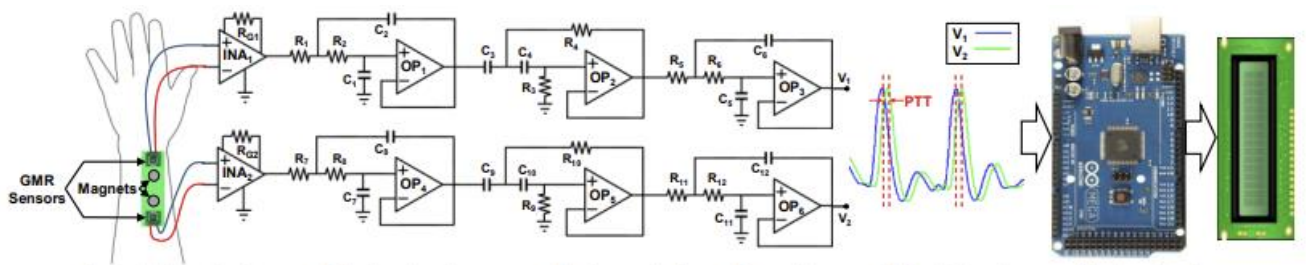 RG1
INA1
R1
R2
C2
C1
OP1
C3
C4
R4
R3
OP2
R5
R6
C6
C5
OP3
V1
V1
V2
PTT
GMR
Sensors
Magnets
RG2
INA2
R7
R8
C8
C7
OP4
C9
C10
R10
R9
OP5
R11
R12
C12
C11
OP6
V2
ARDUINO
MEGA